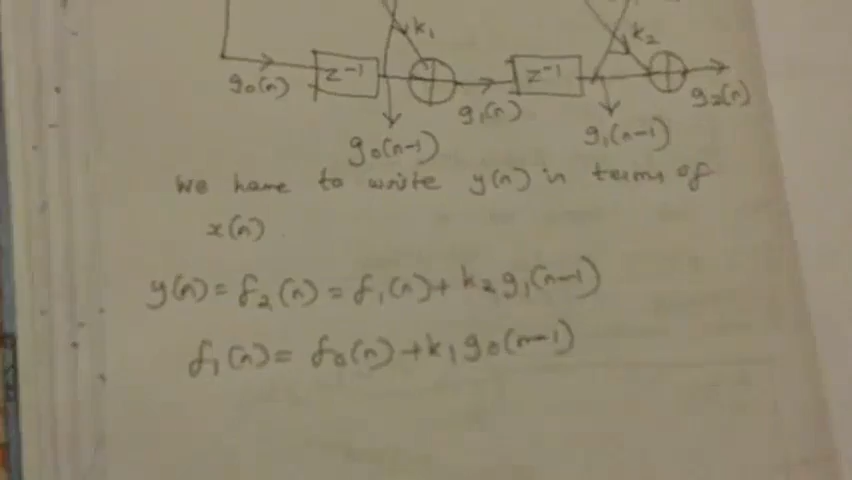 k₁
k₂
g₀(n)
z⁻¹
g₁(n)
z⁻¹
g₂(n)
g₀(n-1)
g₁(n-1)
We have to write y(n) in terms of
x(n)
y(n) = f₂(n) = f₁(n) + k₂ g₁(n-1)
f₁(n) = f₀(n) + k₁ g₀(n-1)